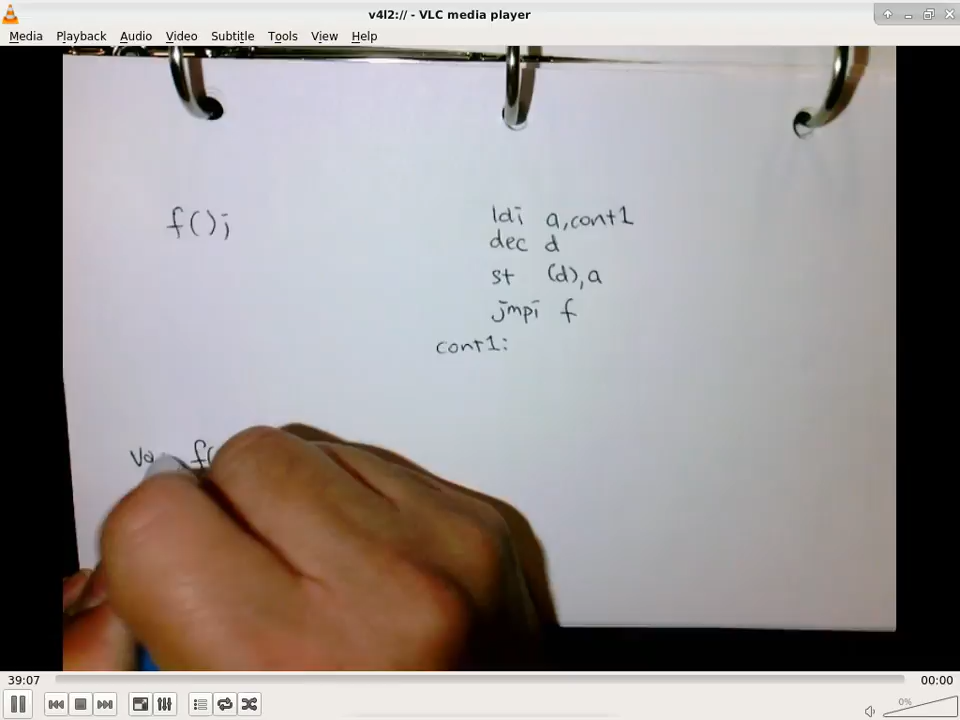 v4l2:// - VLC media player
Media Playback Audio Video Subtitle Tools View Help
f();
ldi a,cont1
dec d
st (d),a
jmpi f
cont1:
f(
39:07
00:00
0%